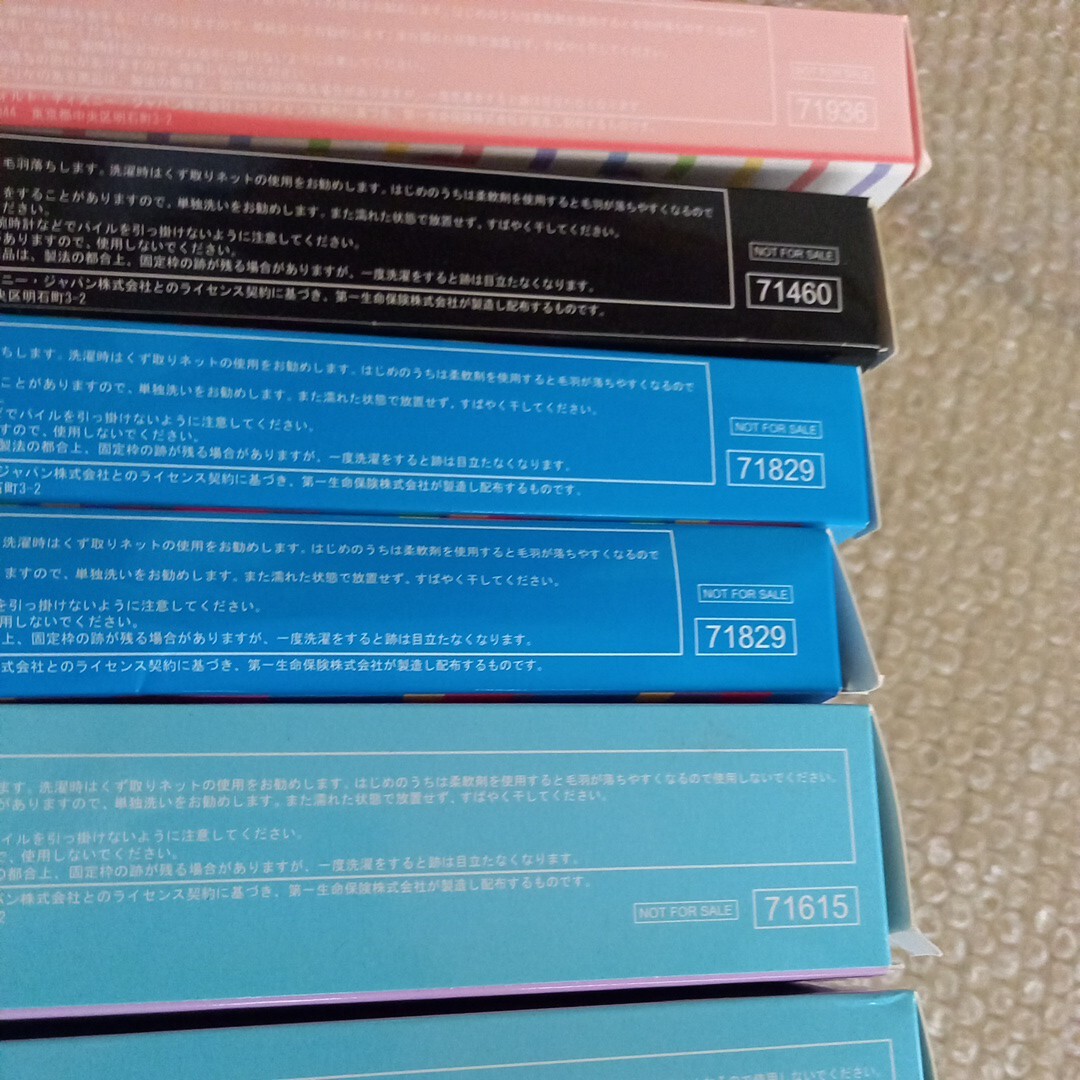 NOT FOR SALE
71936
東京都中央区明石町3-2
毛羽落ちします。洗濯時はくず取りネットの使用をお勧めします。はじめのうちは柔軟剤を使用すると毛羽が落ちやすくなるので
をすることがありますので、単独洗いをお勧めします。また濡れた状態で放置せず、すばやく干してください。
ださい。
腕時計などでパイルを引っ掛けないように注意してください。
ありますので、使用しないでください。
品は、製法の都合上、固定枠の跡が残る場合がありますが、一度洗濯をすると跡は目立たなくなります。
ニー・ジャパン株式会社とのライセンス契約に基づき、第一生命保険株式会社が製造し配布するものです。
央区明石町3-2
NOT FOR SALE
71460
ちします。洗濯時はくず取りネットの使用をお勧めします。はじめのうちは柔軟剤を使用すると毛羽が落ちやすくなるので
ことがありますので、単独洗いをお勧めします。また濡れた状態で放置せず、すばやく干してください。
どでパイルを引っ掛けないように注意してください。
すので、使用しないでください。
製法の都合上、固定枠の跡が残る場合がありますが、一度洗濯をすると跡は目立たなくなります。
ジャパン株式会社とのライセンス契約に基づき、第一生命保険株式会社が製造し配布するものです。
石町3-2
NOT FOR SALE
71829
洗濯時はくず取りネットの使用をお勧めします。はじめのうちは柔軟剤を使用すると毛羽が落ちやすくなるので
ますので、単独洗いをお勧めします。また濡れた状態で放置せず、すばやく干してください。
を引っ掛けないように注意してください。
用しないでください。
上、固定枠の跡が残る場合がありますが、一度洗濯をすると跡は目立たなくなります。
式会社とのライセンス契約に基づき、第一生命保険株式会社が製造し配布するものです。
NOT FOR SALE
71829
ます。洗濯時はくず取りネットの使用をお勧めします。はじめのうちは柔軟剤を使用すると毛羽が落ちやすくなるので使用しないでください。
がありますので、単独洗いをお勧めします。また濡れた状態で放置せず、すばやく干してください。
パイルを引っ掛けないように注意してください。
で、使用しないでください。
の都合上、固定枠の跡が残る場合がありますが、一度洗濯をすると跡は目立たなくなります。
パン株式会社とのライセンス契約に基づき、第一生命保険株式会社が製造し配布するものです。
NOT FOR SALE
71615